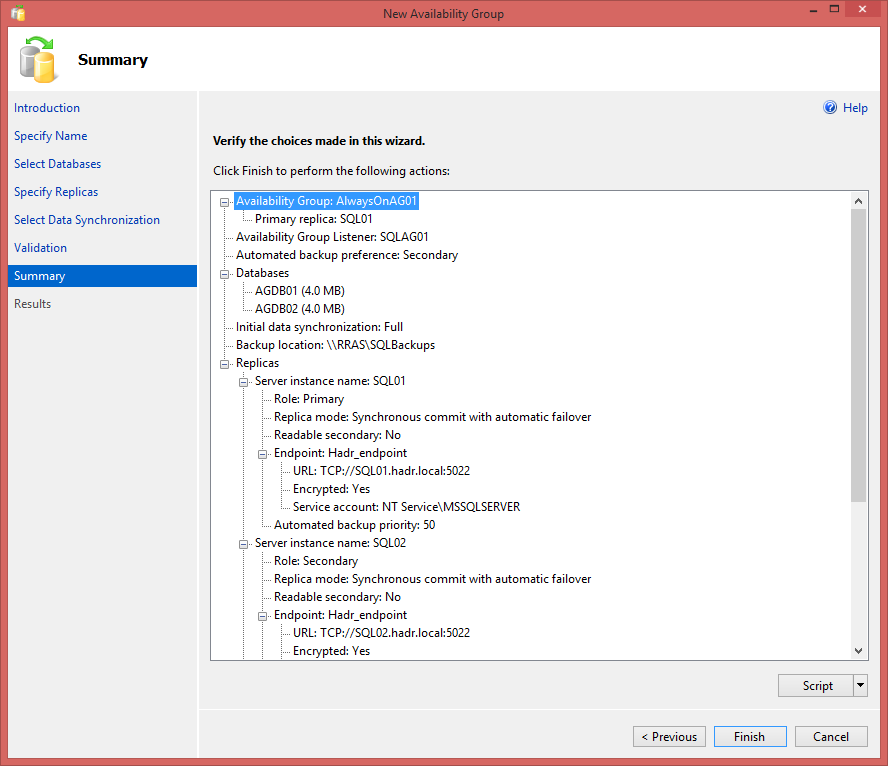 New Availability Group
Summary
Introduction
Specify Name
Select Databases
Specify Replicas
Select Data Synchronization
Validation
Summary
Results
Help
Verify the choices made in this wizard.
Click Finish to perform the following actions:
Availability Group: AlwaysOnAG01
Primary replica: SQL01
Availability Group Listener: SQLAG01
Automated backup preference: Secondary
Databases
AGDB01 (4.0 MB)
AGDB02 (4.0 MB)
Initial data synchronization: Full
Backup location: \\RRAS\SQLBackups
Replicas
Server instance name: SQL01
Role: Primary
Replica mode: Synchronous commit with automatic failover
Readable secondary: No
Endpoint: Hadr_endpoint
URL: TCP://SQL01.hadr.local:5022
Encrypted: Yes
Service account: NT Service\MSSQLSERVER
Automated backup priority: 50
Server instance name: SQL02
Role: Secondary
Replica mode: Synchronous commit with automatic failover
Readable secondary: No
Endpoint: Hadr_endpoint
URL: TCP://SQL02.hadr.local:5022
Encrypted: Yes
Script
< Previous
Finish
Cancel